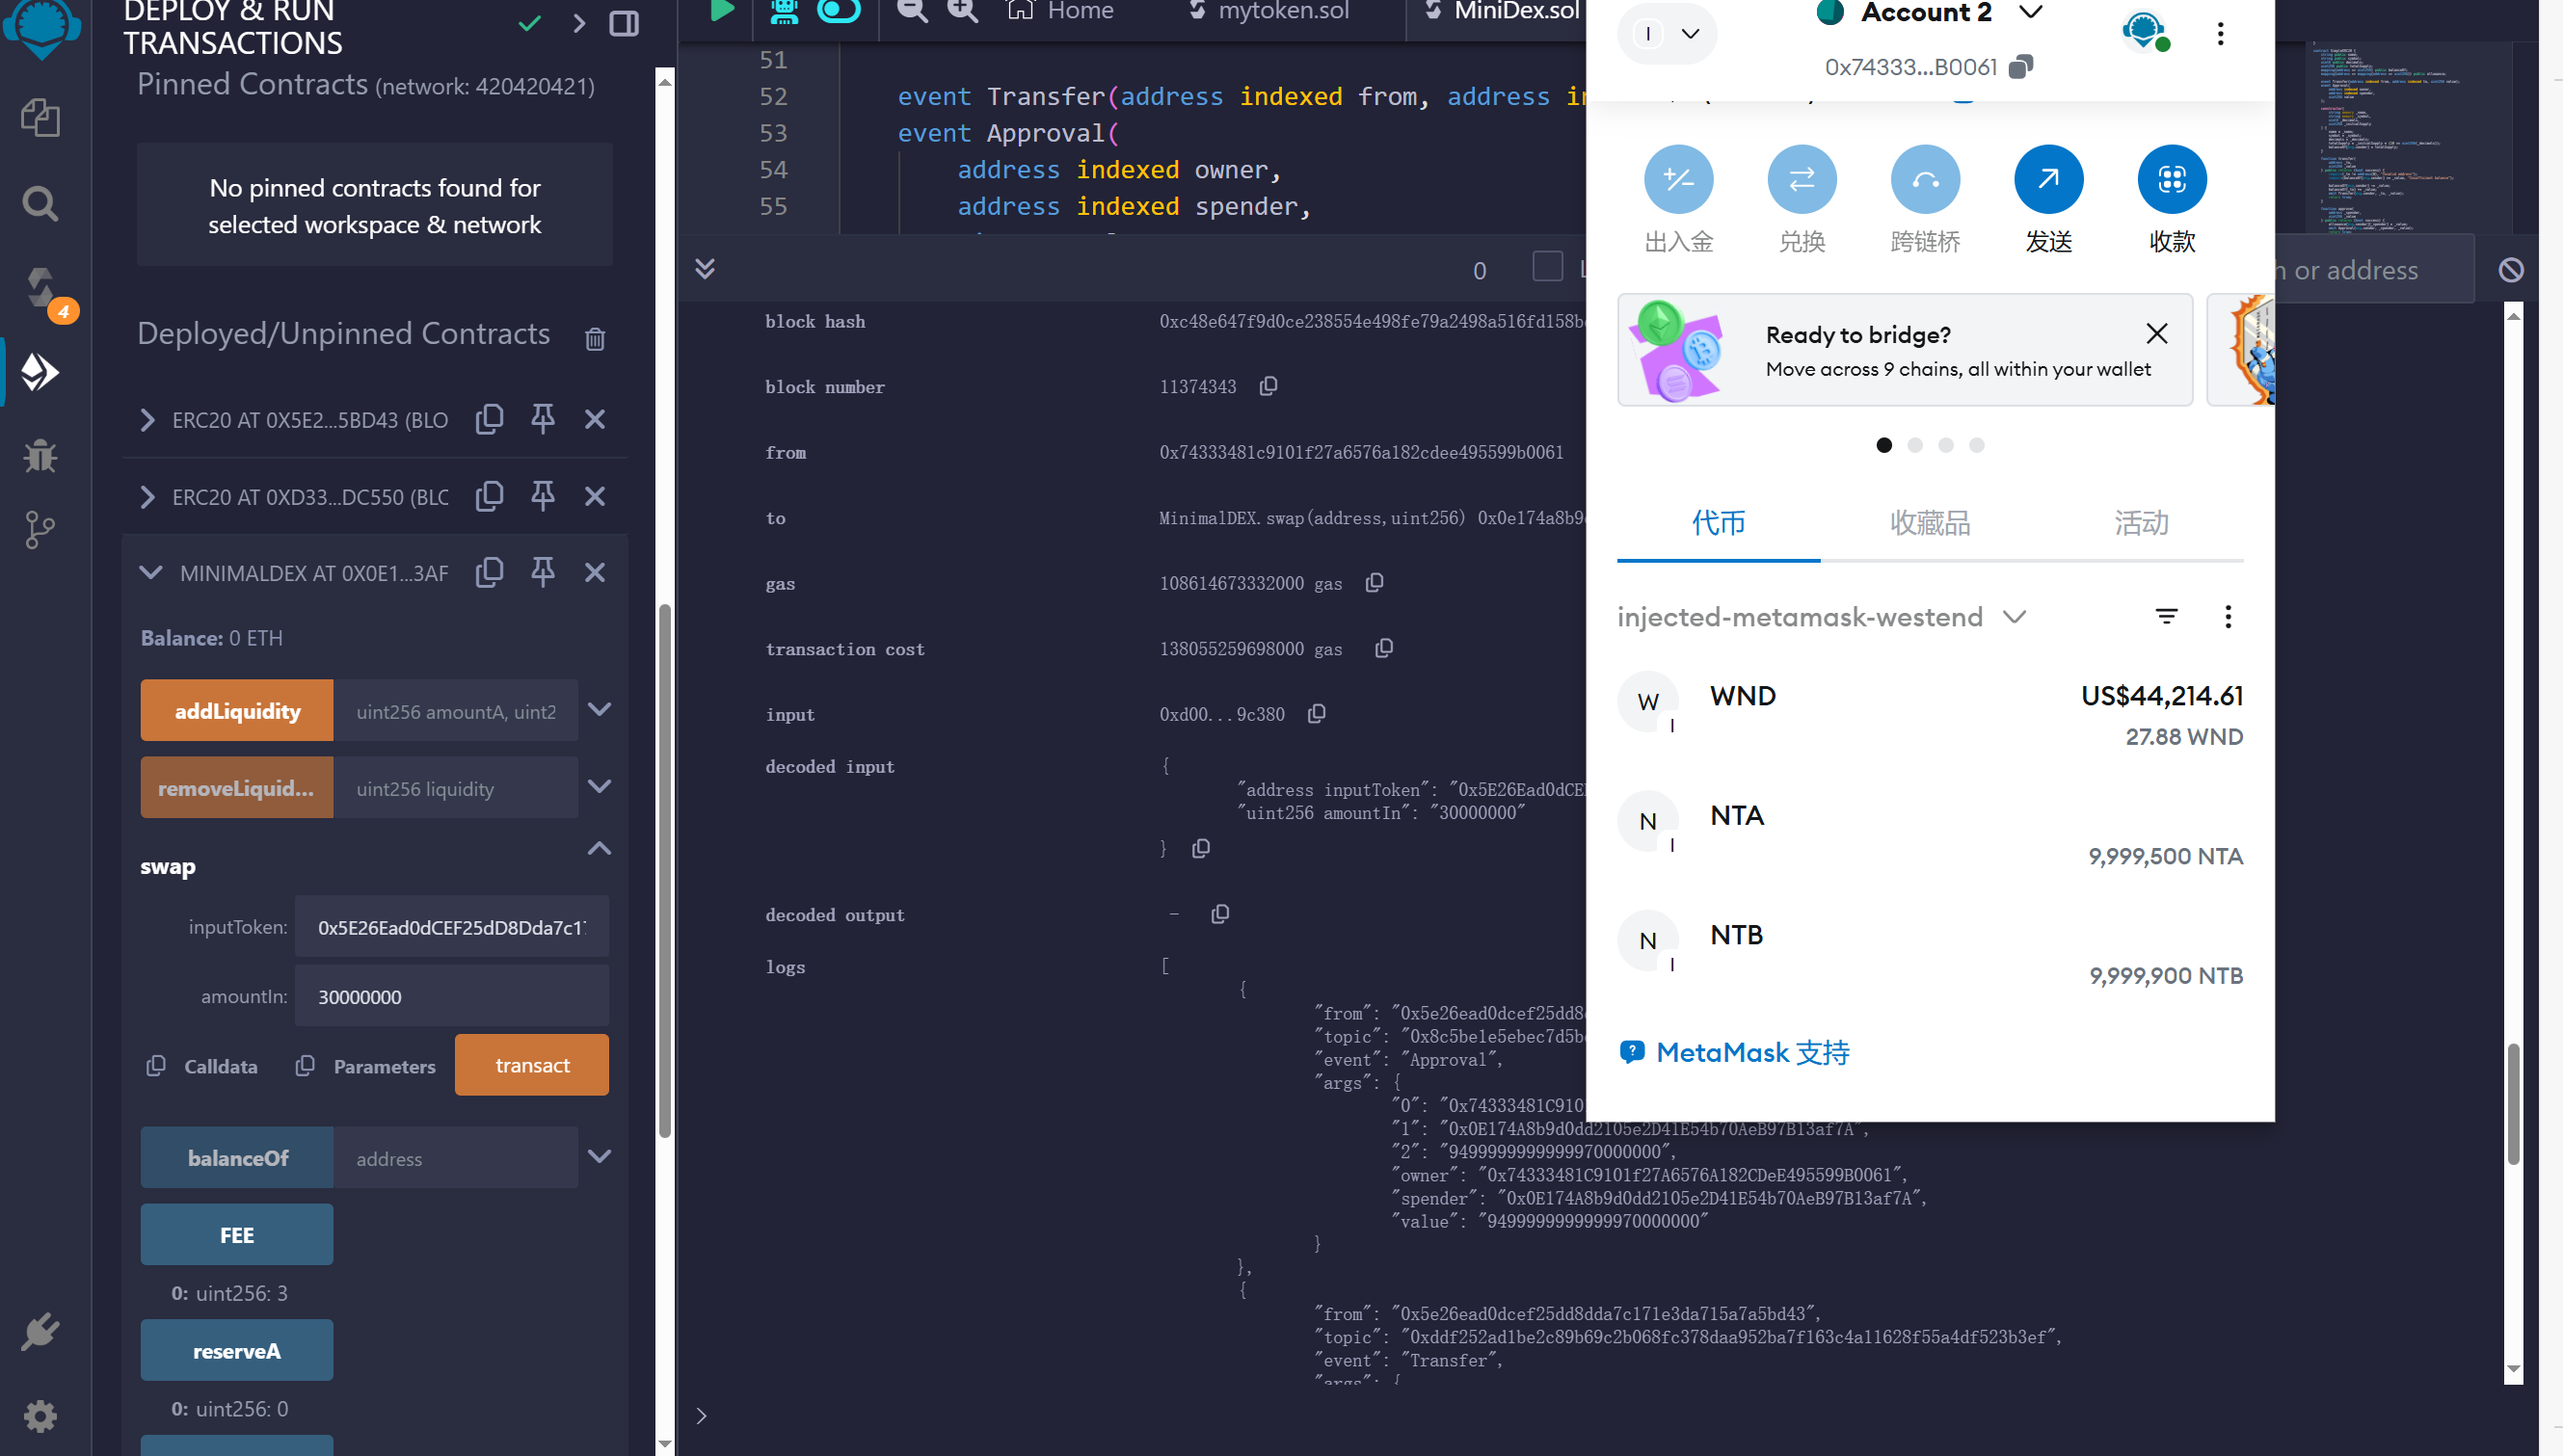 DEPLOY & RUN
TRANSACTIONS
Pinned Contracts (network: 420420421)
No pinned contracts found for
selected workspace & network
4
Deployed/Unpinned Contracts
ERC20 AT 0X5E2...5BD43 (BLO
ERC20 AT 0XD33...DC550 (BLC
MINIMALDEX AT 0X0E1...3AF
Balance: 0 ETH
addLiquidity
uint256 amountA, uint2
removeLiquid...
uint256 liquidity
swap
inputToken:
0x5E26Ead0dCEF25dD8Dda7c1
amountIn:
30000000
Calldata
Parameters
transact
balanceOf
address
FEE
0: uint256: 3
reserveA
0: uint256: 0
Home
mytoken.sol
MiniDex.sol
51
52 event Transfer(address indexed from, address
53 event Approval(
54 address indexed owner,
55 address indexed spender,
0
or address
block hash 0xc48e647f9d0ce238554e498fe79a2498a516fd158b
block number 11374343
from 0x74333481c9101f27a6576a182cdee495599b0061
to MinimalDEX.swap(address,uint256) 0x0e174a8b9
gas 108614673332000 gas
transaction cost 138055259698000 gas
input 0xd00...9c380
decoded input {
"address inputToken": "0x5E26Ead0dCE
"uint256 amountIn": "30000000"
}
decoded output -
logs [
{
"from": "0x5e26ead0dcef25dd8
"topic": "0x8c5be1e5ebec7d5b
"event": "Approval",
"args": {
"0": "0x74333481C910
"1": "0x0E174A8b9d0dd2105e2D41E54b70AeB97B13af7A",
"2": "9499999999999970000000",
"owner": "0x74333481C9101f27A6576A182CDeE495599B0061",
"spender": "0x0E174A8b9d0dd2105e2D41E54b70AeB97B13af7A",
"value": "9499999999999970000000"
}
},
{
"from": "0x5e26ead0dcef25dd8dda7c171e3da715a7a5bd43",
"topic": "0xddf252ad1be2c89b69c2b068fc378daa952ba7f163c4a11628f55a4df523b3ef",
"event": "Transfer",
"args": {
I
Account 2
0x74333...B0061
出入金
兑换
跨链桥
发送
收款
Ready to bridge?
Move across 9 chains, all within your wallet
代币
收藏品
活动
injected-metamask-westend
W
I
WND
US$44,214.61
27.88 WND
N
I
NTA
9,999,500 NTA
N
I
NTB
9,999,900 NTB
MetaMask 支持